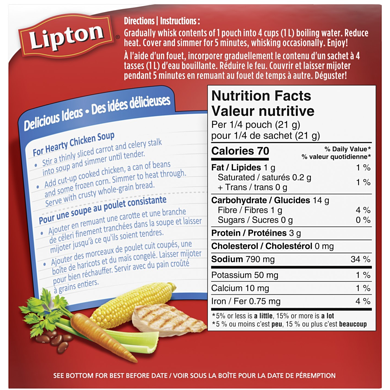 Lipton
Directions | Instructions :
Gradually whisk contents of 1 pouch into 4 cups (1 L) boiling water. Reduce
heat. Cover and simmer for 5 minutes, whisking occasionally. Enjoy!
À l'aide d'un fouet, incorporer graduellement le contenu d'un sachet à 4
tasses (1 L) d'eau bouillante. Réduire le feu. Couvrir et laisser mijoter
pendant 5 minutes en remuant au fouet de temps à autre. Déguster!
Delicious Ideas • Des idées délicieuses
For Hearty Chicken Soup
• Stir a thinly sliced carrot and celery stalk
into soup and simmer until tender.
• Add cut-up cooked chicken, a can of beans
and some frozen corn. Simmer to heat through.
Serve with crusty whole-grain bread.
Pour une soupe au poulet consistante
• Ajouter en remuant une carotte et une branche
de céleri finement tranchées dans la soupe et laisser
mijoter jusqu'à ce qu'ils soient tendres.
• Ajouter des morceaux de poulet cuit coupés, une
boîte de haricots et du maïs congelé. Laisser mijoter
pour bien réchauffer. Servir avec du pain croûté
à grains entiers.
Nutrition Facts
Valeur nutritive
Per 1/4 pouch (21 g)
pour 1/4 de sachet (21 g)
Calories 70
% Daily Value*
% valeur quotidienne*
Fat / Lipides 1 g 1 %
Saturated / saturés 0.2 g
+ Trans / trans 0 g 1 %
Carbohydrate / Glucides 14 g
Fibre / Fibres 1 g 4 %
Sugars / Sucres 0 g 0 %
Protein / Protéines 3 g
Cholesterol / Cholestérol 0 mg
Sodium 790 mg 34 %
Potassium 50 mg 1 %
Calcium 10 mg 1 %
Iron / Fer 0.75 mg 4 %
*5% or less is a little, 15% or more is a lot
*5 % ou moins c'est peu, 15 % ou plus c'est beaucoup
SEE BOTTOM FOR BEST BEFORE DATE / VOIR SOUS LA BOÎTE POUR LA DATE DE PÉREMPTION